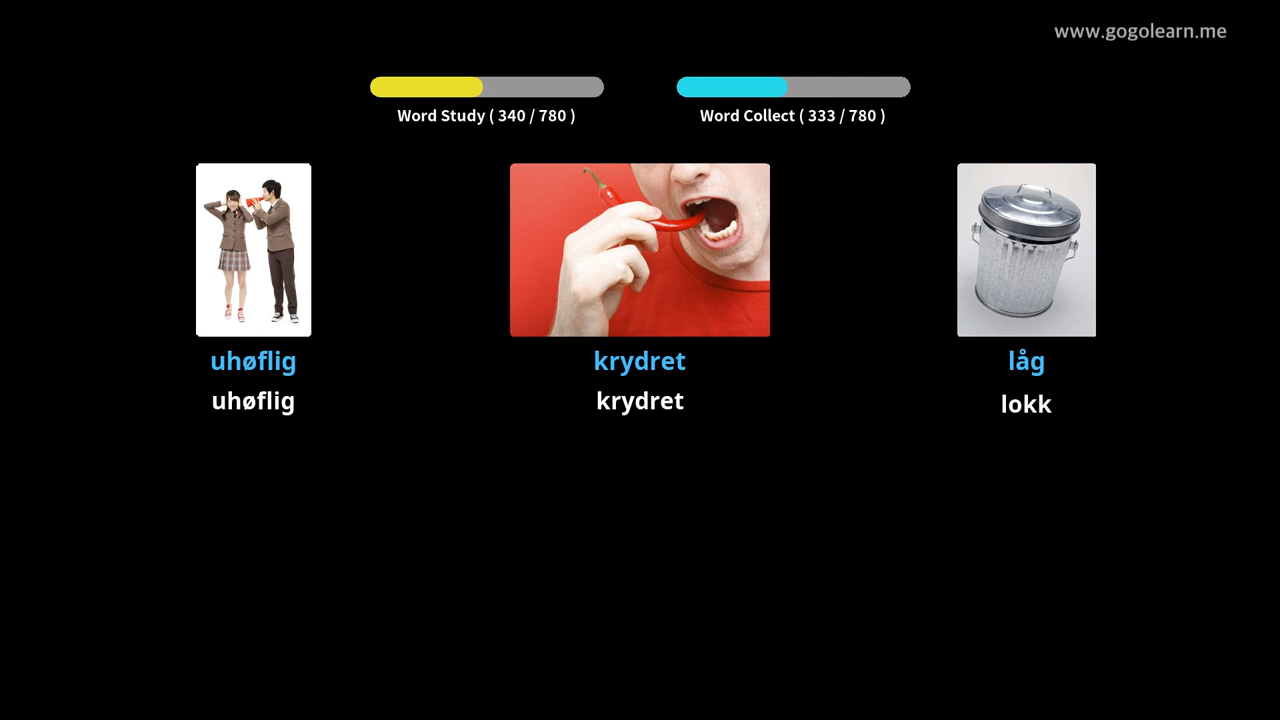 www.gogolearn.me
Word Study ( 340 / 780 )
Word Collect ( 333 / 780 )
uhøflig
krydret
låg
uhøflig
krydret
lokk